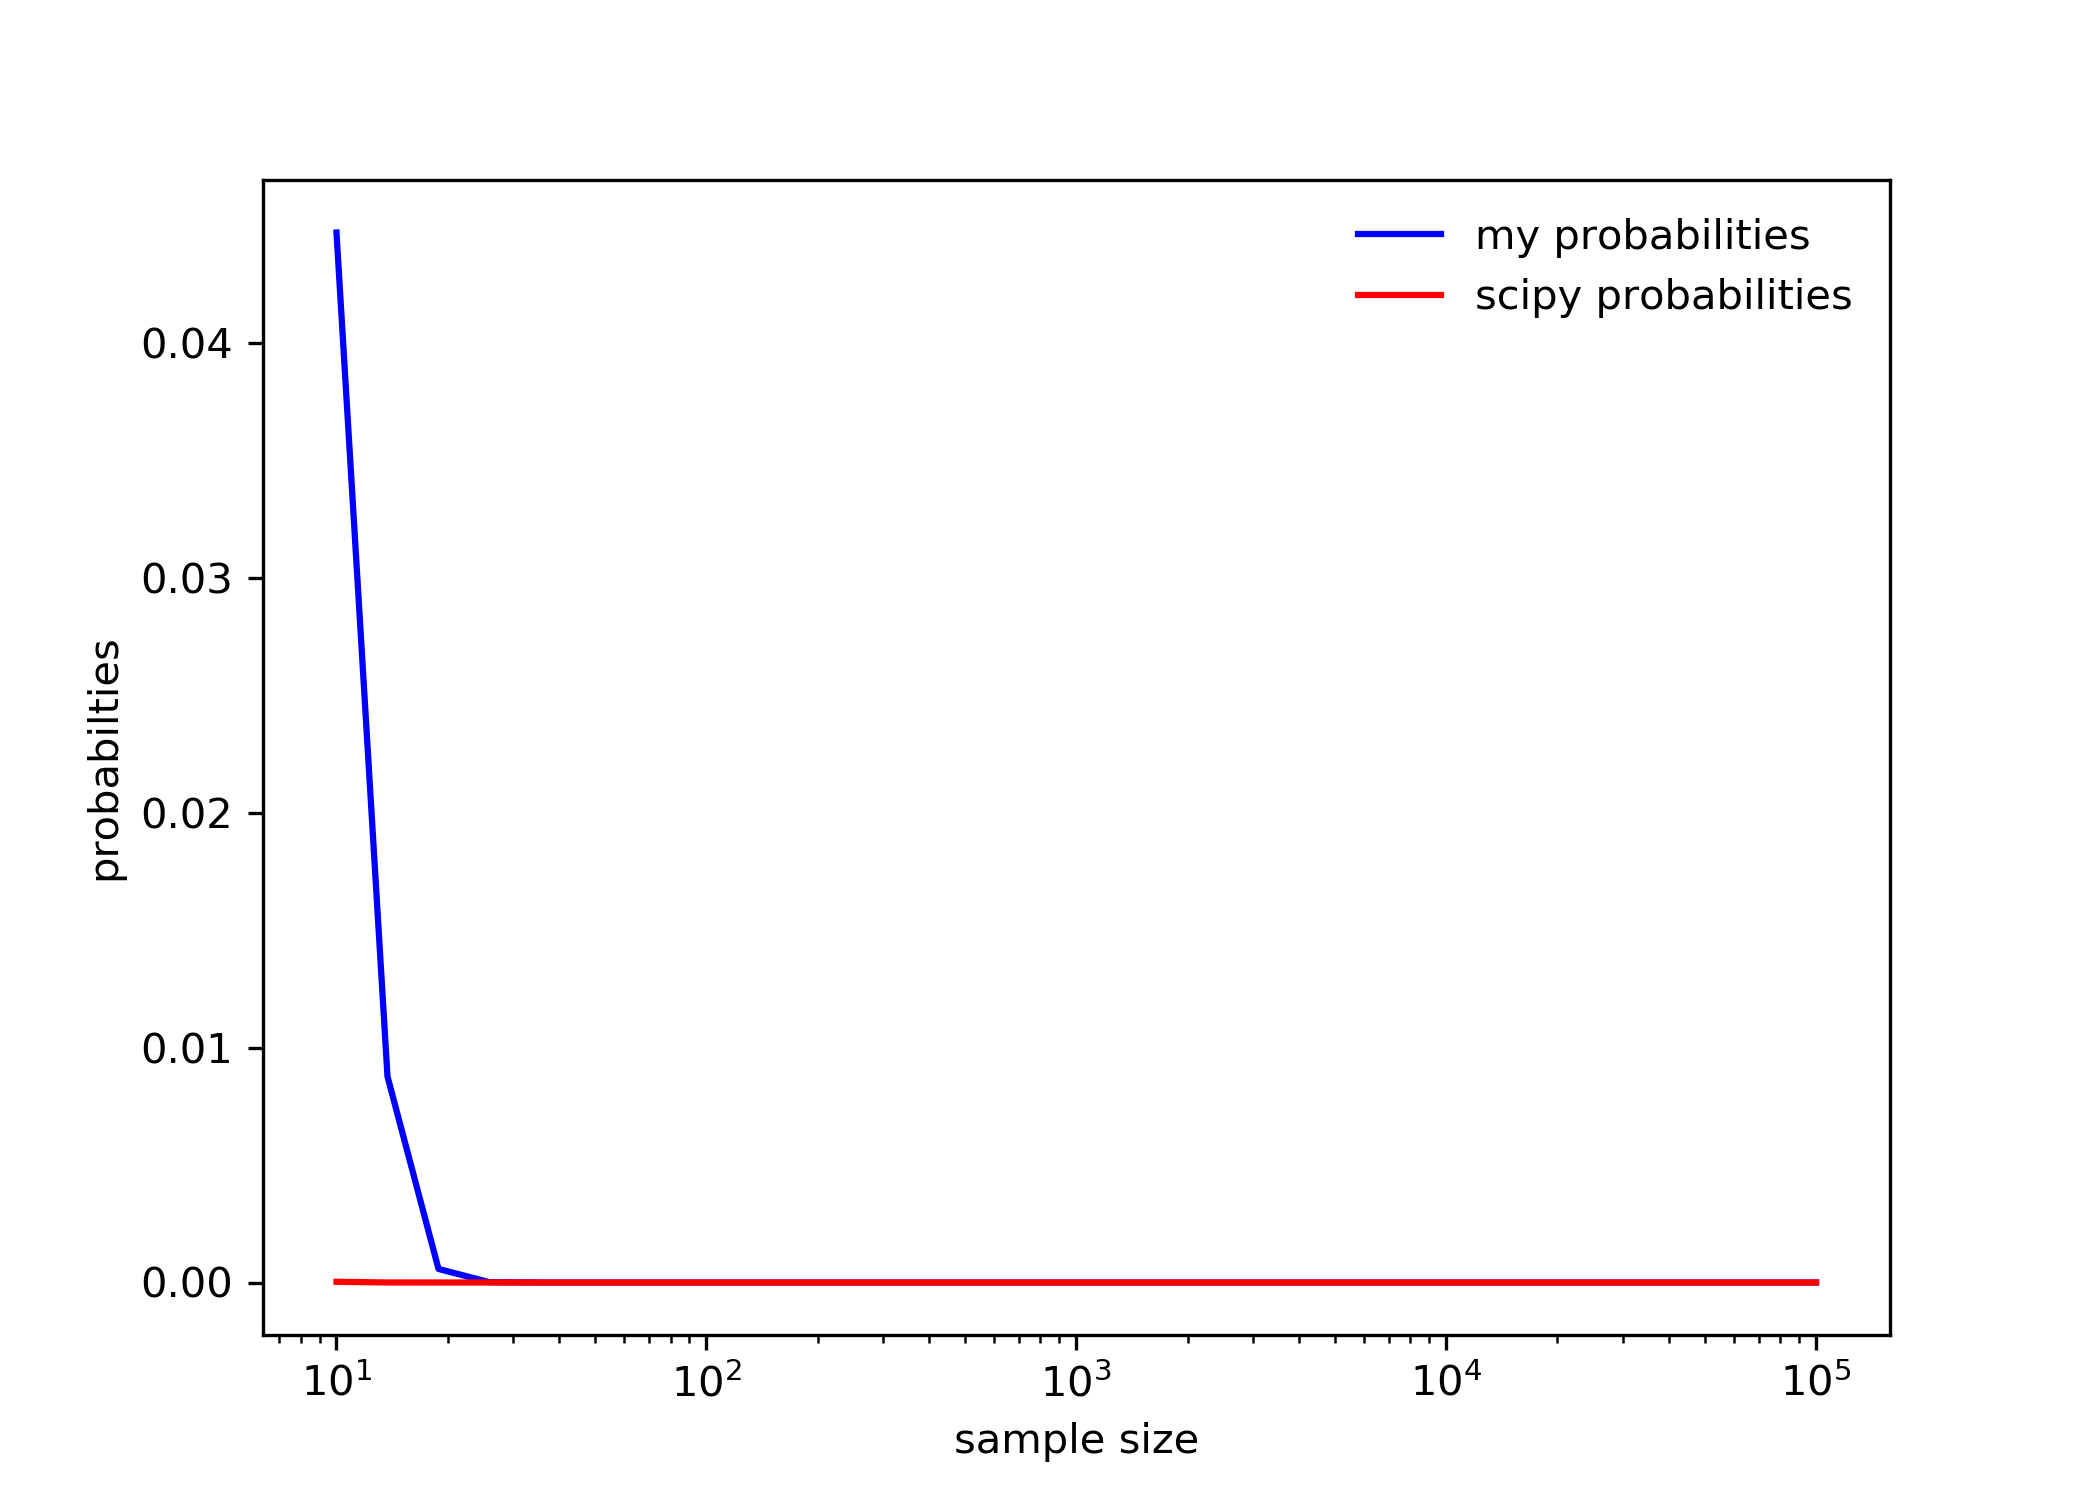 my probabilities
scipy probabilities
0.04
0.03
0.02
0.01
0.00
probabilties
10¹ 10² 10³ 10⁴ 10⁵
sample size